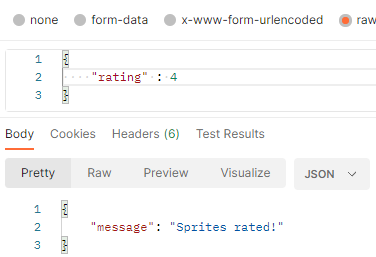 none form-data x-www-form-urlencoded raw
1 {
2 "rating" : 4
3 }
Body Cookies Headers (6) Test Results
Pretty Raw Preview Visualize JSON
1 {
2 "message": "Sprites rated!"
3 }